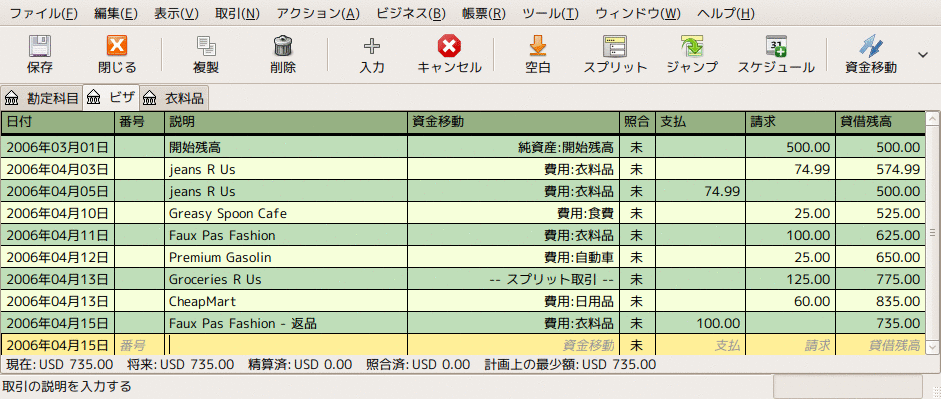 ファイル(F) 編集(E) 表示(V) 取引(N) アクション(A) ビジネス(B) 帳票(R) ツール(T) ウィンドウ(W) ヘルプ(H)
保存 閉じる 複製 削除 入力 キャンセル 空白 スプリット ジャンプ スケジュール 資金移動
勘定科目 ビザ 衣料品
日付 番号 説明 資金移動 照合 支払 請求 貸借残高
2006年03月01日 開始残高 純資産:開始残高 未 500.00 500.00
2006年04月03日 jeans R Us 費用:衣料品 未 74.99 574.99
2006年04月05日 jeans R Us 費用:衣料品 未 74.99 500.00
2006年04月10日 Greasy Spoon Cafe 費用:食費 未 25.00 525.00
2006年04月11日 Faux Pas Fashion 費用:衣料品 未 100.00 625.00
2006年04月12日 Premium Gasolin 費用:自動車 未 25.00 650.00
2006年04月13日 Groceries R Us -- スプリット取引 -- 未 125.00 775.00
2006年04月13日 CheapMart 費用:日用品 未 60.00 835.00
2006年04月15日 Faux Pas Fashion - 返品 費用:衣料品 未 100.00 735.00
2006年04月15日 番号 資金移動 未 支払 請求 貸借残高
現在: USD 735.00 将来: USD 735.00 精算済: USD 0.00 照合済: USD 0.00 計画上の最少額: USD 735.00
取引の説明を入力する